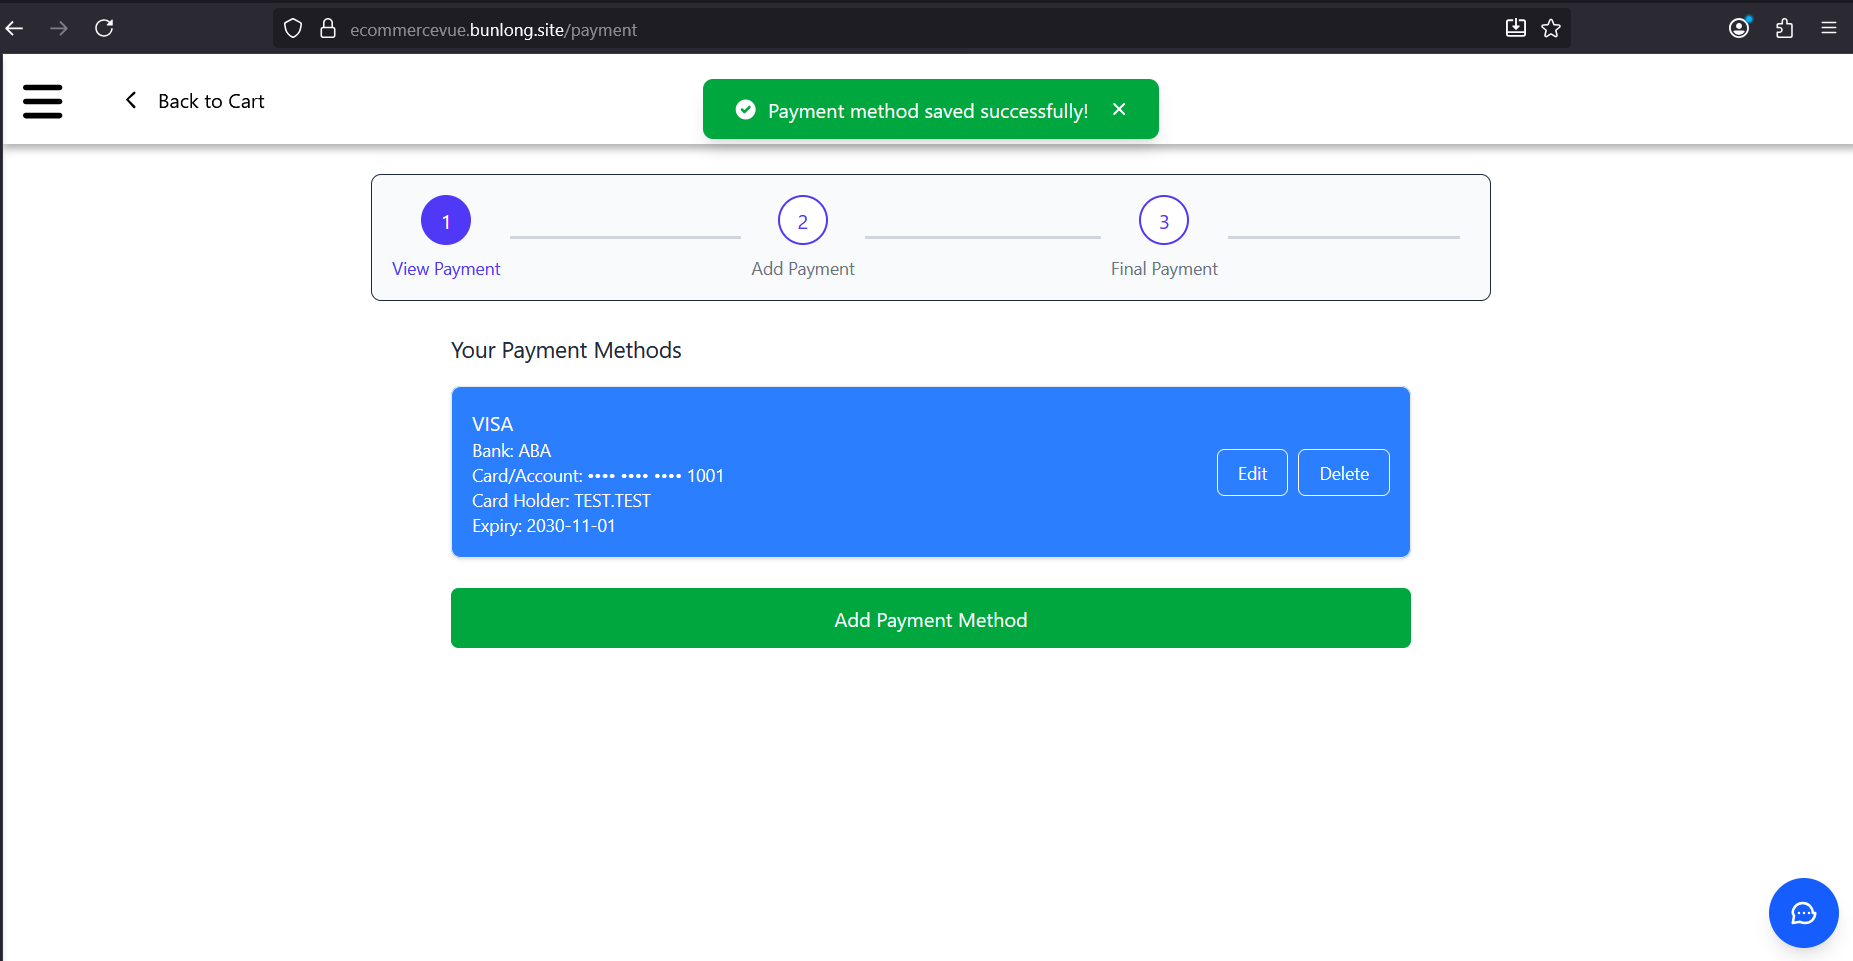 ecommercevue.bunlong.site/payment
Back to Cart
Payment method saved successfully!
1
2
3
View Payment
Add Payment
Final Payment
Your Payment Methods
VISA
Bank: ABA
Card/Account: •••• •••• •••• 1001
Card Holder: TEST.TEST
Expiry: 2030-11-01
Edit
Delete
Add Payment Method